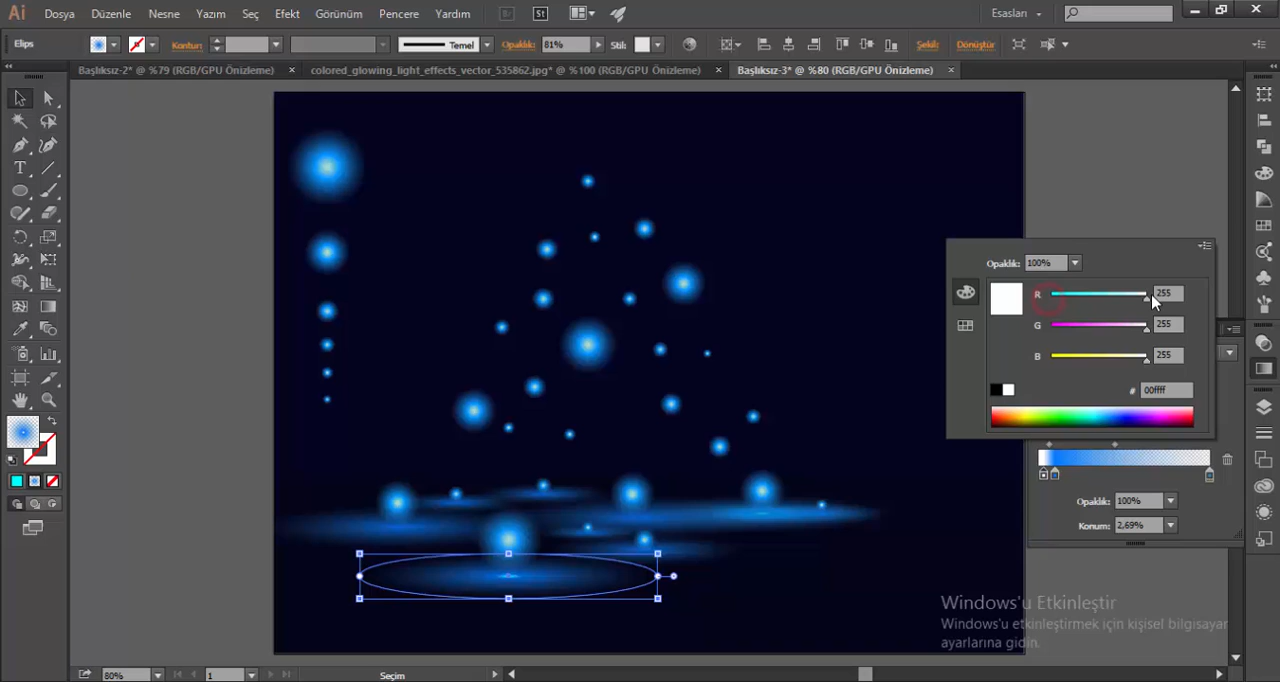 Ai Dosya Düzenle Nesne Yazım Seç Efekt Görünüm Pencere Yardım Br St Esasları
Elips Kontur: Temel Opaklık: 81% Stil: Şekil: Dönüştür
Başlıksız-2* @ %79 (RGB/GPU Önizleme) × colored_glowing_light_effects_vector_535862.jpg* @ %100 (RGB/GPU Önizleme) × Başlıksız-3* @ %80 (RGB/GPU Önizleme) ×
Opaklık: 100%
R 255
G 255
B 255
# 00ffff
Opaklık: 100%
Konum: 2,69%
Windows'u Etkinleştir
Windows'u etkinleştirmek için kişisel bilgisayar
ayarlarına gidin.
80% 1 Seçim